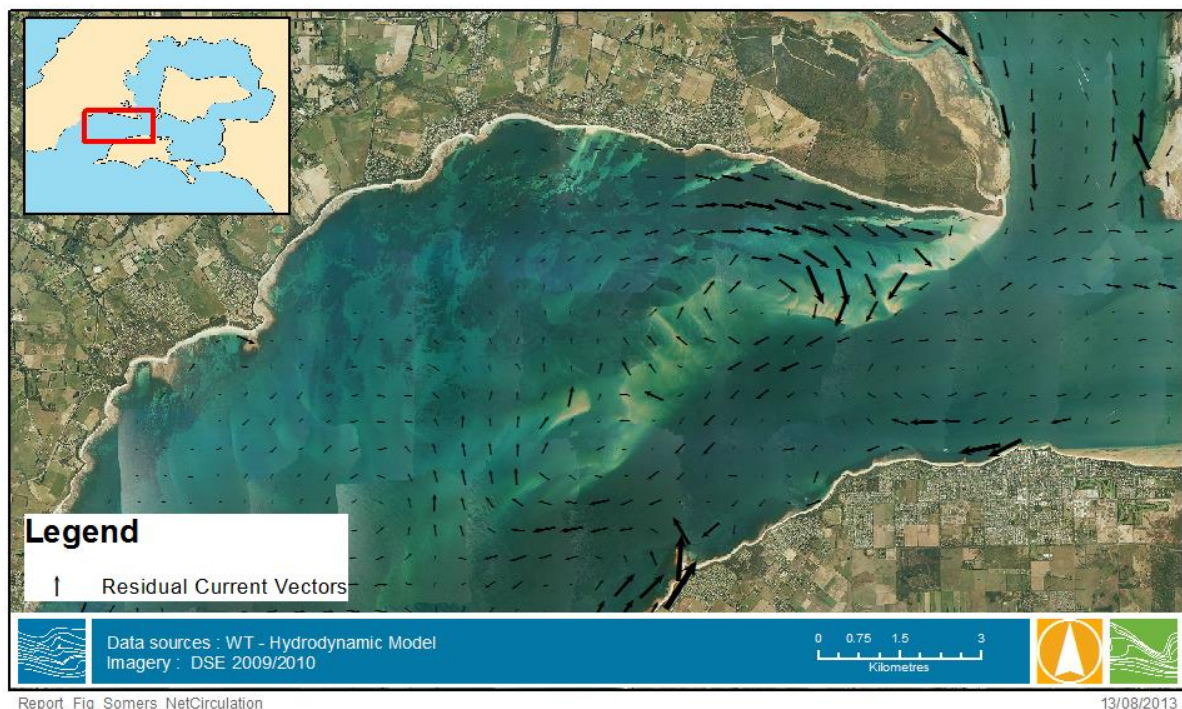 Legend
Residual Current Vectors
Data sources : WT - Hydrodynamic Model
Imagery : DSE 2009/2010
0 0.75 1.5 3
Kilometres
Report_Fig_Somers_NetCirculation
13/08/2013